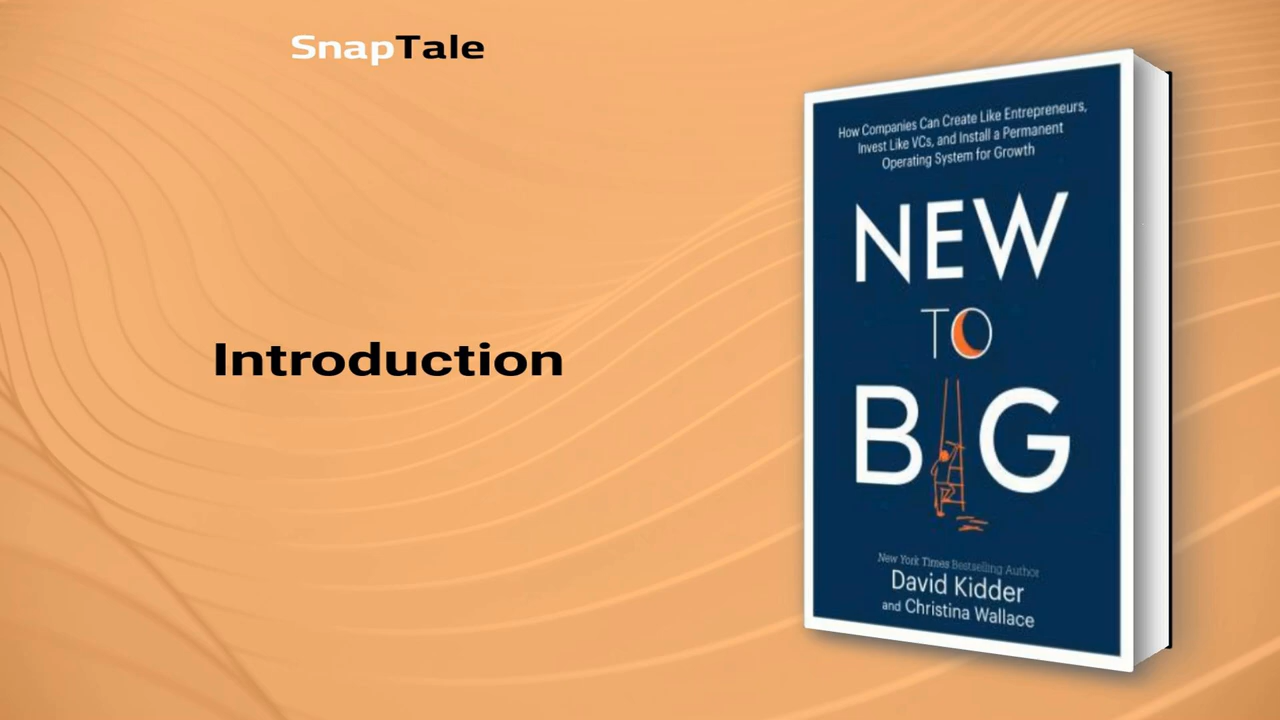 SnapTale
Introduction
How Companies Can Create Like Entrepreneurs,
Invest Like VCs, and Install a Permanent
Operating System for Growth
NEW
TO
BIG
New York Times Bestselling Author
David Kidder
and Christina Wallace